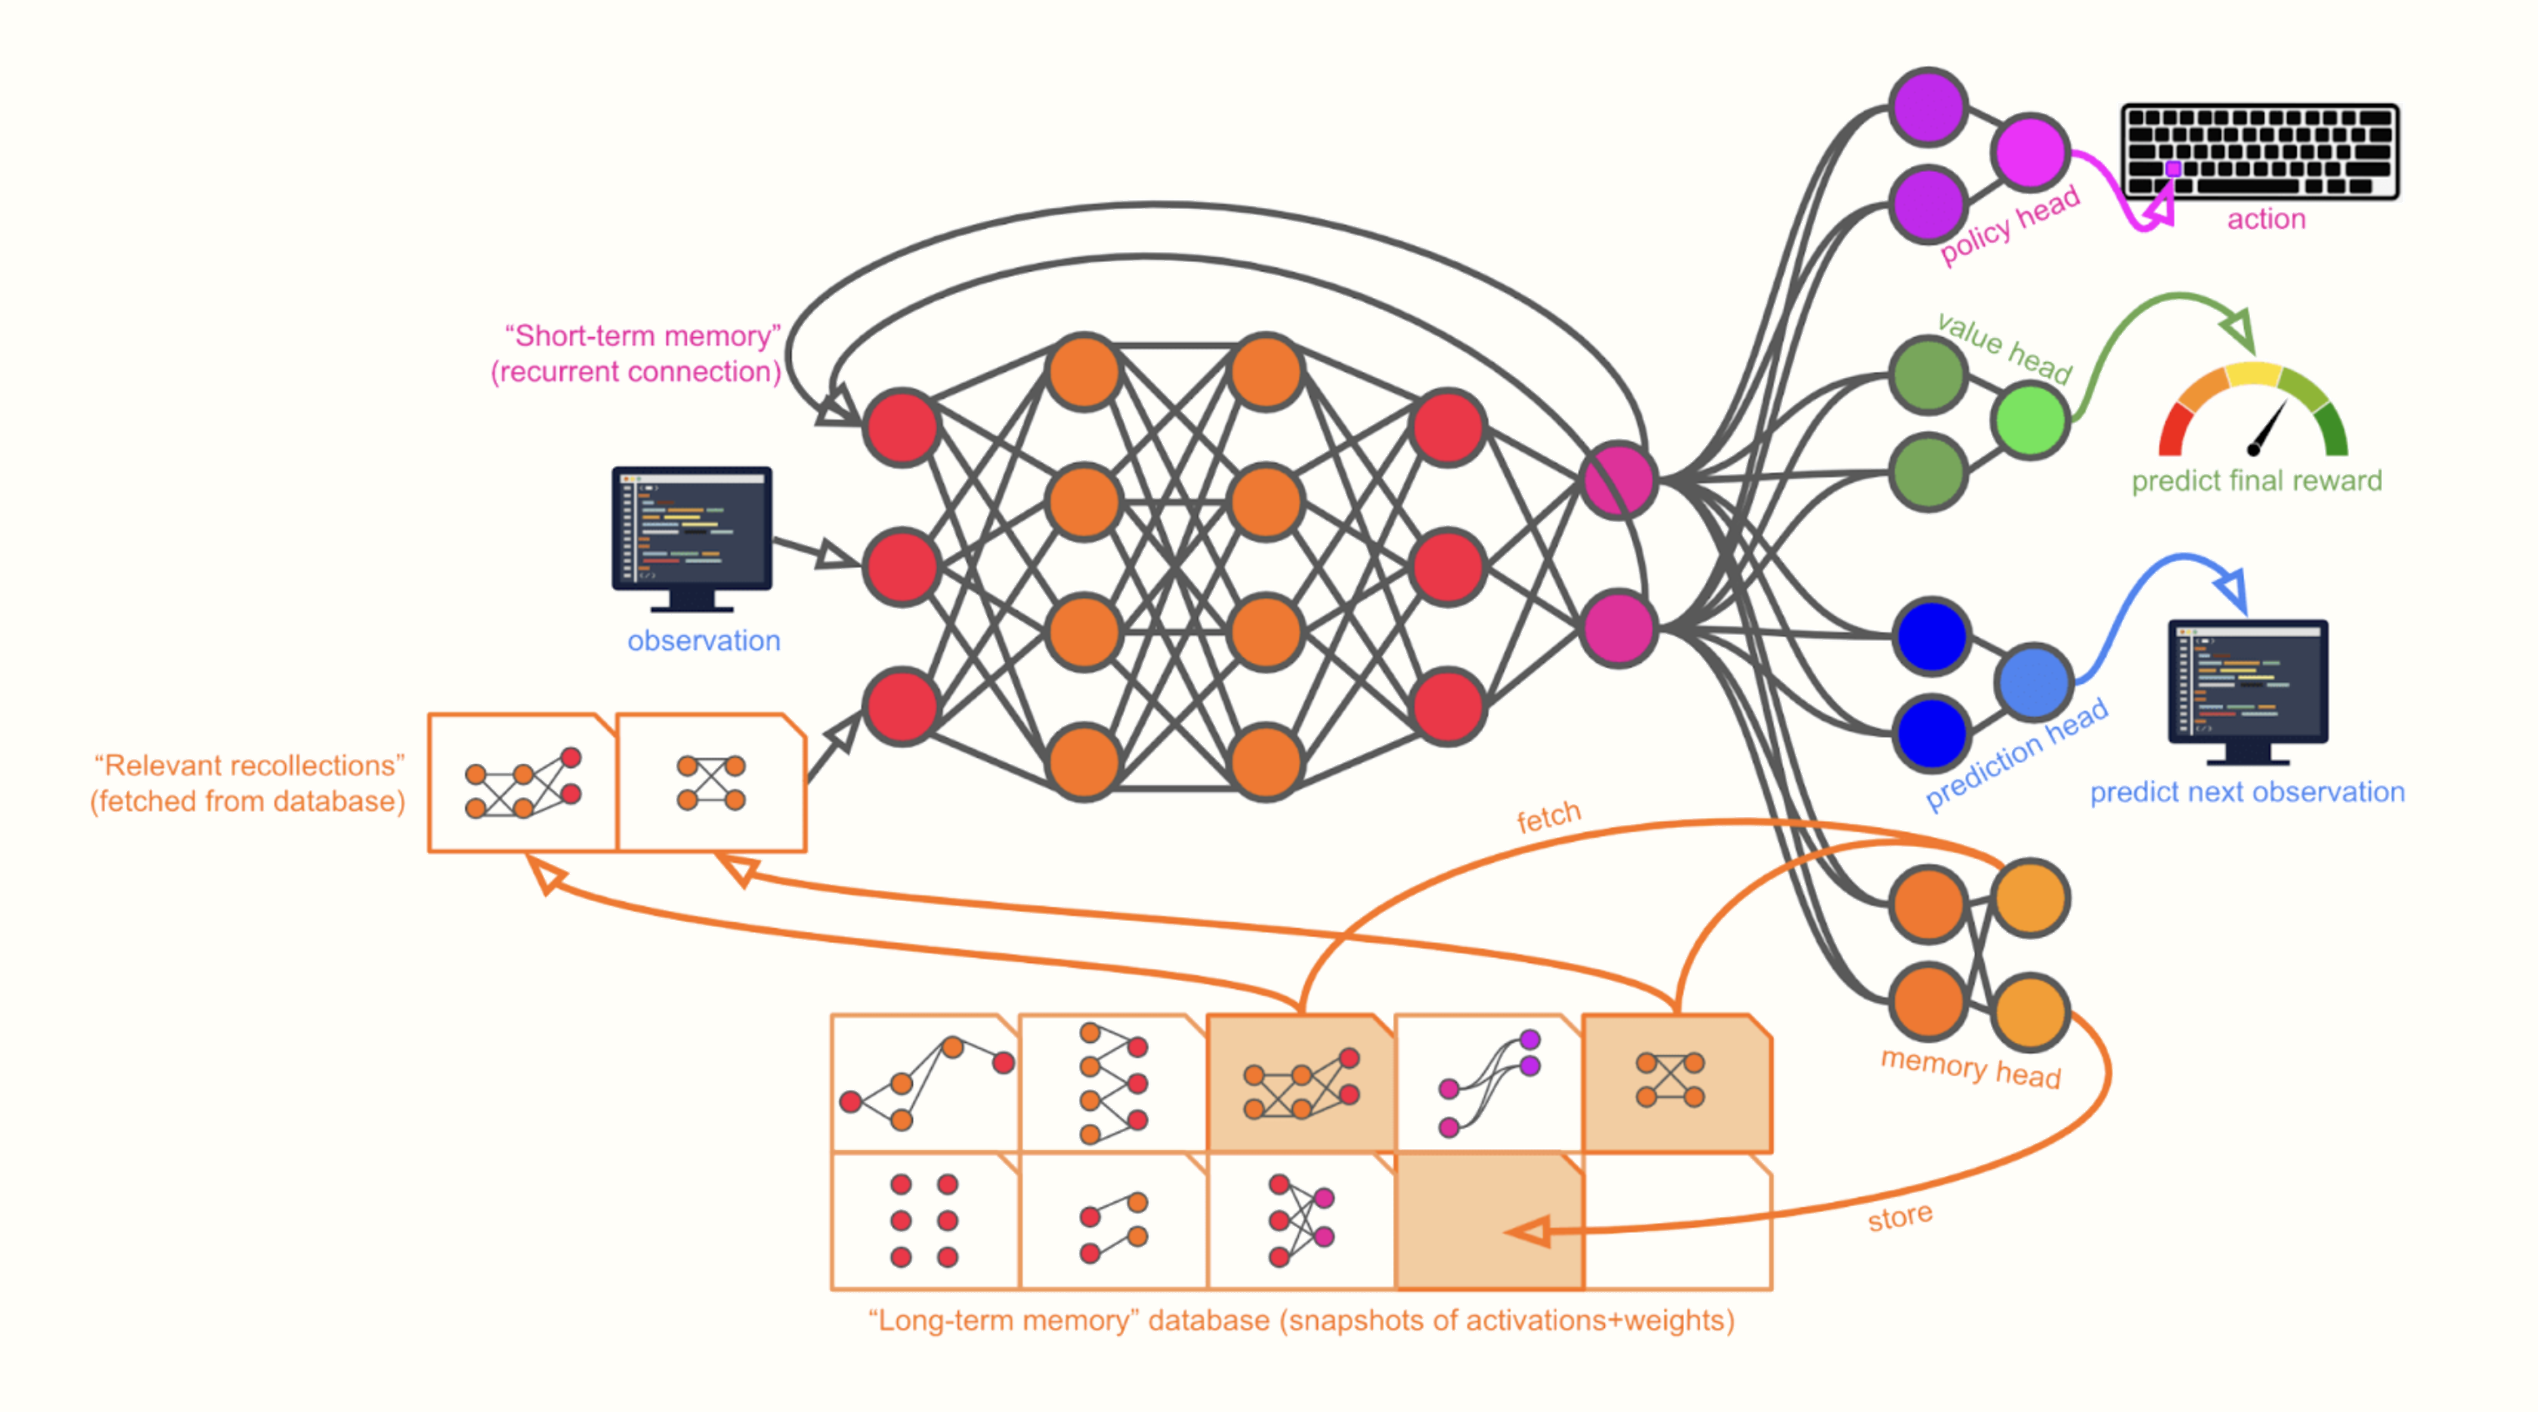 policy head
action
value head
“Short-term memory”
(recurrent connection)
predict final reward
observation
prediction head
predict next observation
“Relevant recollections”
(fetched from database)
fetch
memory head
store
“Long-term memory” database (snapshots of activations+weights)